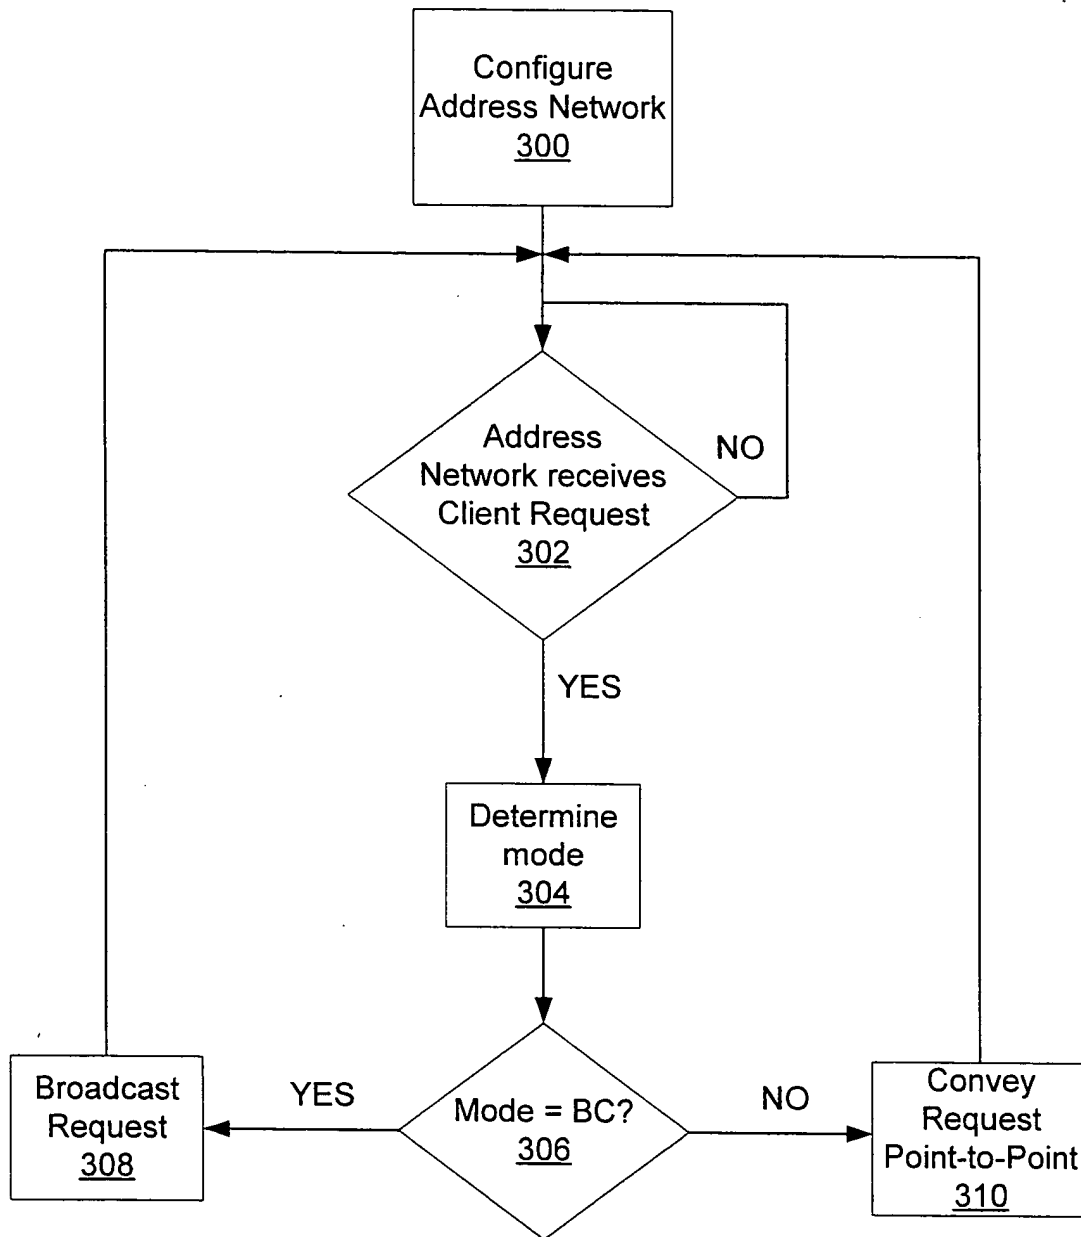 Configure
Address Network
300
Address
Network receives
Client Request
302
NO
YES
Determine
mode
304
Mode = BC?
306
YES
NO
Broadcast
Request
308
Convey
Request
Point-to-Point
310